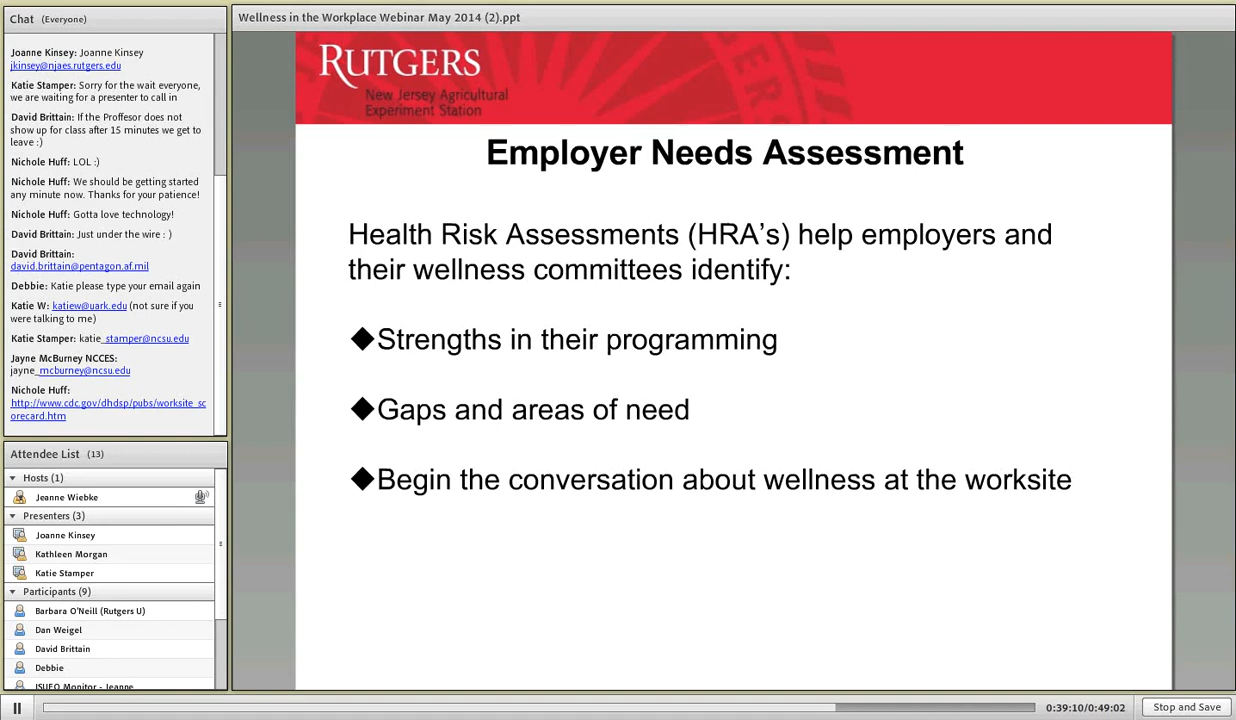 Chat (Everyone)
Joanne Kinsey: Joanne Kinsey
jkinsey@njaes.rutgers.edu
Katie Stamper: Sorry for the wait everyone,
we are waiting for a presenter to call in
David Brittain: If the Proffesor does not
show up for class after 15 minutes we get to
leave :)
Nichole Huff: LOL :)
Nichole Huff: We should be getting started
any minute now. Thanks for your patience!
Nichole Huff: Gotta love technology!
David Brittain: Just under the wire : )
David Brittain:
david.brittain@pentagon.af.mil
Debbie: Katie please type your email again
Katie W: katiew@uark.edu (not sure if you
were talking to me)
Katie Stamper: katie_stamper@ncsu.edu
Jayne McBurney NCCES:
jayne_mcburney@ncsu.edu
Nichole Huff:
http://www.cdc.gov/dhdsp/pubs/worksite_sc
orecard.htm
Attendee List (13)
Hosts (1)
Jeanne Wiebke
Presenters (3)
Joanne Kinsey
Kathleen Morgan
Katie Stamper
Participants (9)
Barbara O'Neill (Rutgers U)
Dan Weigel
David Brittain
Debbie
ISUEO Monitor - Jeanne
Wellness in the Workplace Webinar May 2014 (2).ppt
RUTGERS
New Jersey Agricultural
Experiment Station
Employer Needs Assessment
Health Risk Assessments (HRA's) help employers and
their wellness committees identify:
◆Strengths in their programming
◆Gaps and areas of need
◆Begin the conversation about wellness at the worksite
0:39:10/0:49:02
Stop and Save